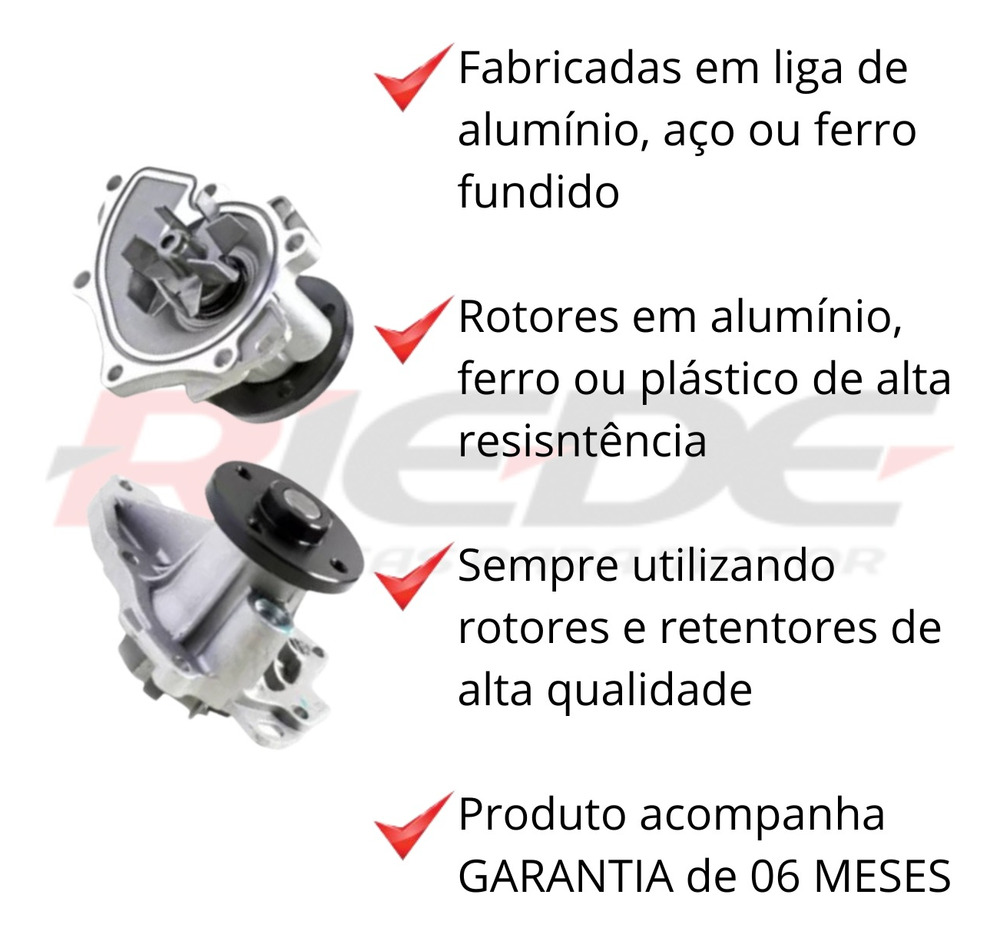 Fabricadas em liga de
alumínio, aço ou ferro
fundido
Rotores em alumínio,
ferro ou plástico de alta
resisntência
RIEDE
Sempre utilizando
rotores e retentores de
alta qualidade
Produto acompanha
GARANTIA de 06 MESES